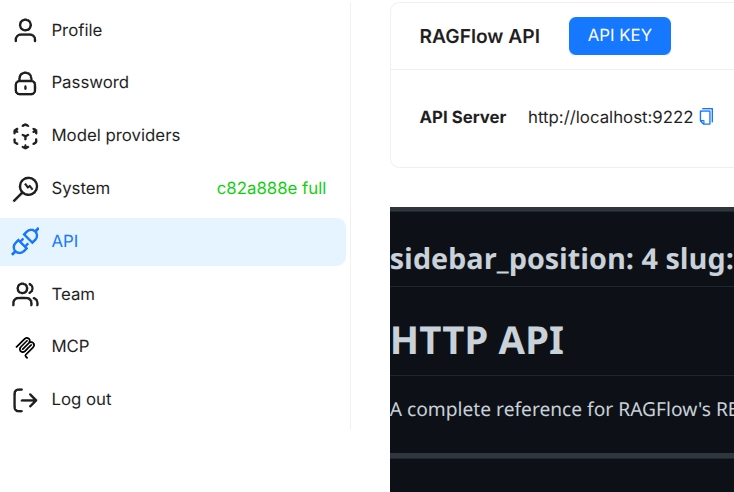 Profile
Password
Model providers
System c82a888e full
API
Team
MCP
Log out
RAGFlow API API KEY
API Server http://localhost:9222
sidebar_position: 4 slug:
HTTP API
A complete reference for RAGFlow's RE